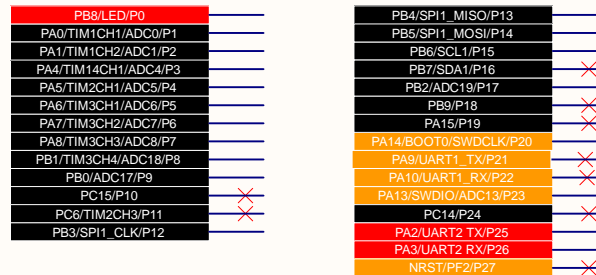 PB8/LED/P0
PA0/TIM1CH1/ADC0/P1
PA1/TIM1CH2/ADC1/P2
PA4/TIM14CH1/ADC4/P3
PA5/TIM2CH1/ADC5/P4
PA6/TIM3CH1/ADC6/P5
PA7/TIM3CH2/ADC7/P6
PA8/TIM3CH3/ADC8/P7
PB1/TIM3CH4/ADC18/P8
PB0/ADC17/P9
PC15/P10
PC6/TIM2CH3/P11
PB3/SPI1_CLK/P12
PB4/SPI1_MISO/P13
PB5/SPI1_MOSI/P14
PB6/SCL1/P15
PB7/SDA1/P16
PB2/ADC19/P17
PB9/P18
PA15/P19
PA14/BOOT0/SWDCLK/P20
PA9/UART1_TX/P21
PA10/UART1_RX/P22
PA13/SWDIO/ADC13/P23
PC14/P24
PA2/UART2 TX/P25
PA3/UART2 RX/P26
NRST/PF2/P27